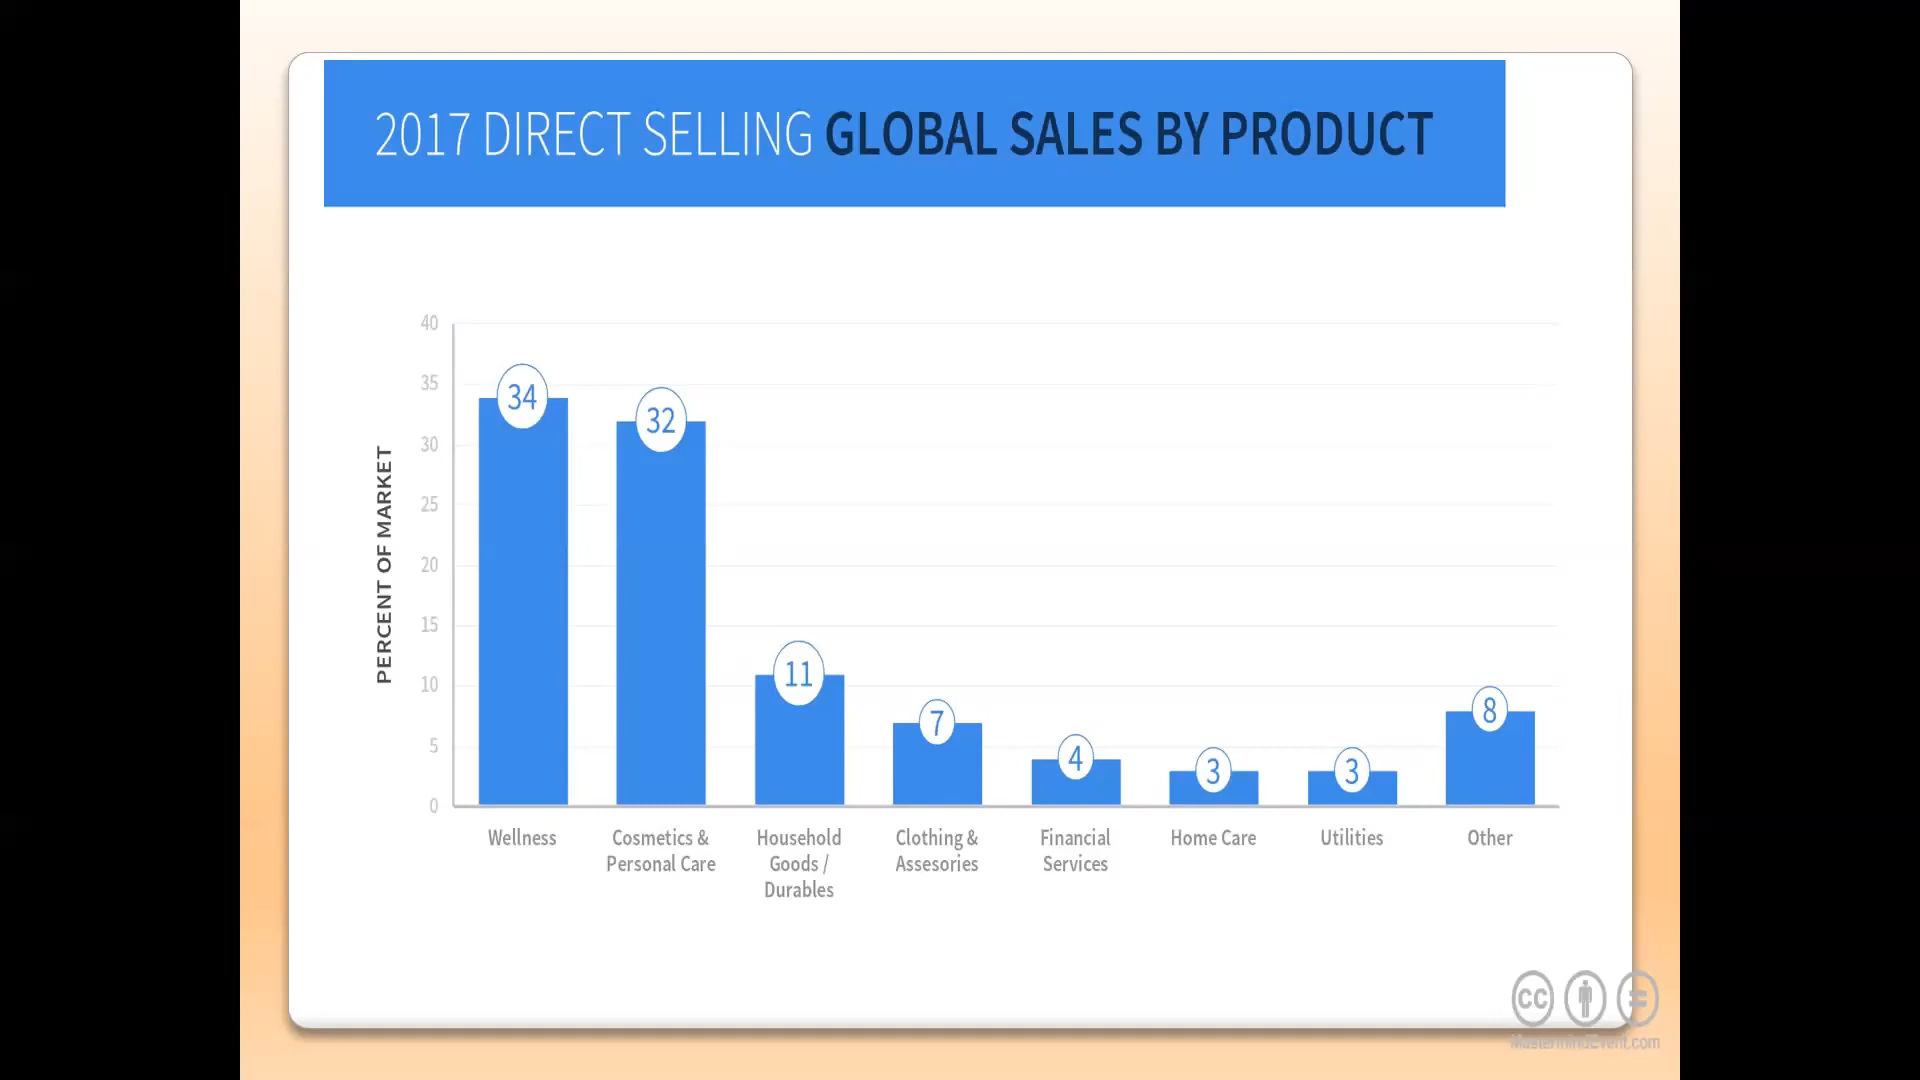 2017 DIRECT SELLING GLOBAL SALES BY PRODUCT
40
35
30
25
20
15
10
5
0
PERCENT OF MARKET
34
32
11
7
4
3
3
8
Wellness
Cosmetics &
Personal Care
Household
Goods /
Durables
Clothing &
Assesories
Financial
Services
Home Care
Utilities
Other
cc
MastermindEvent.com